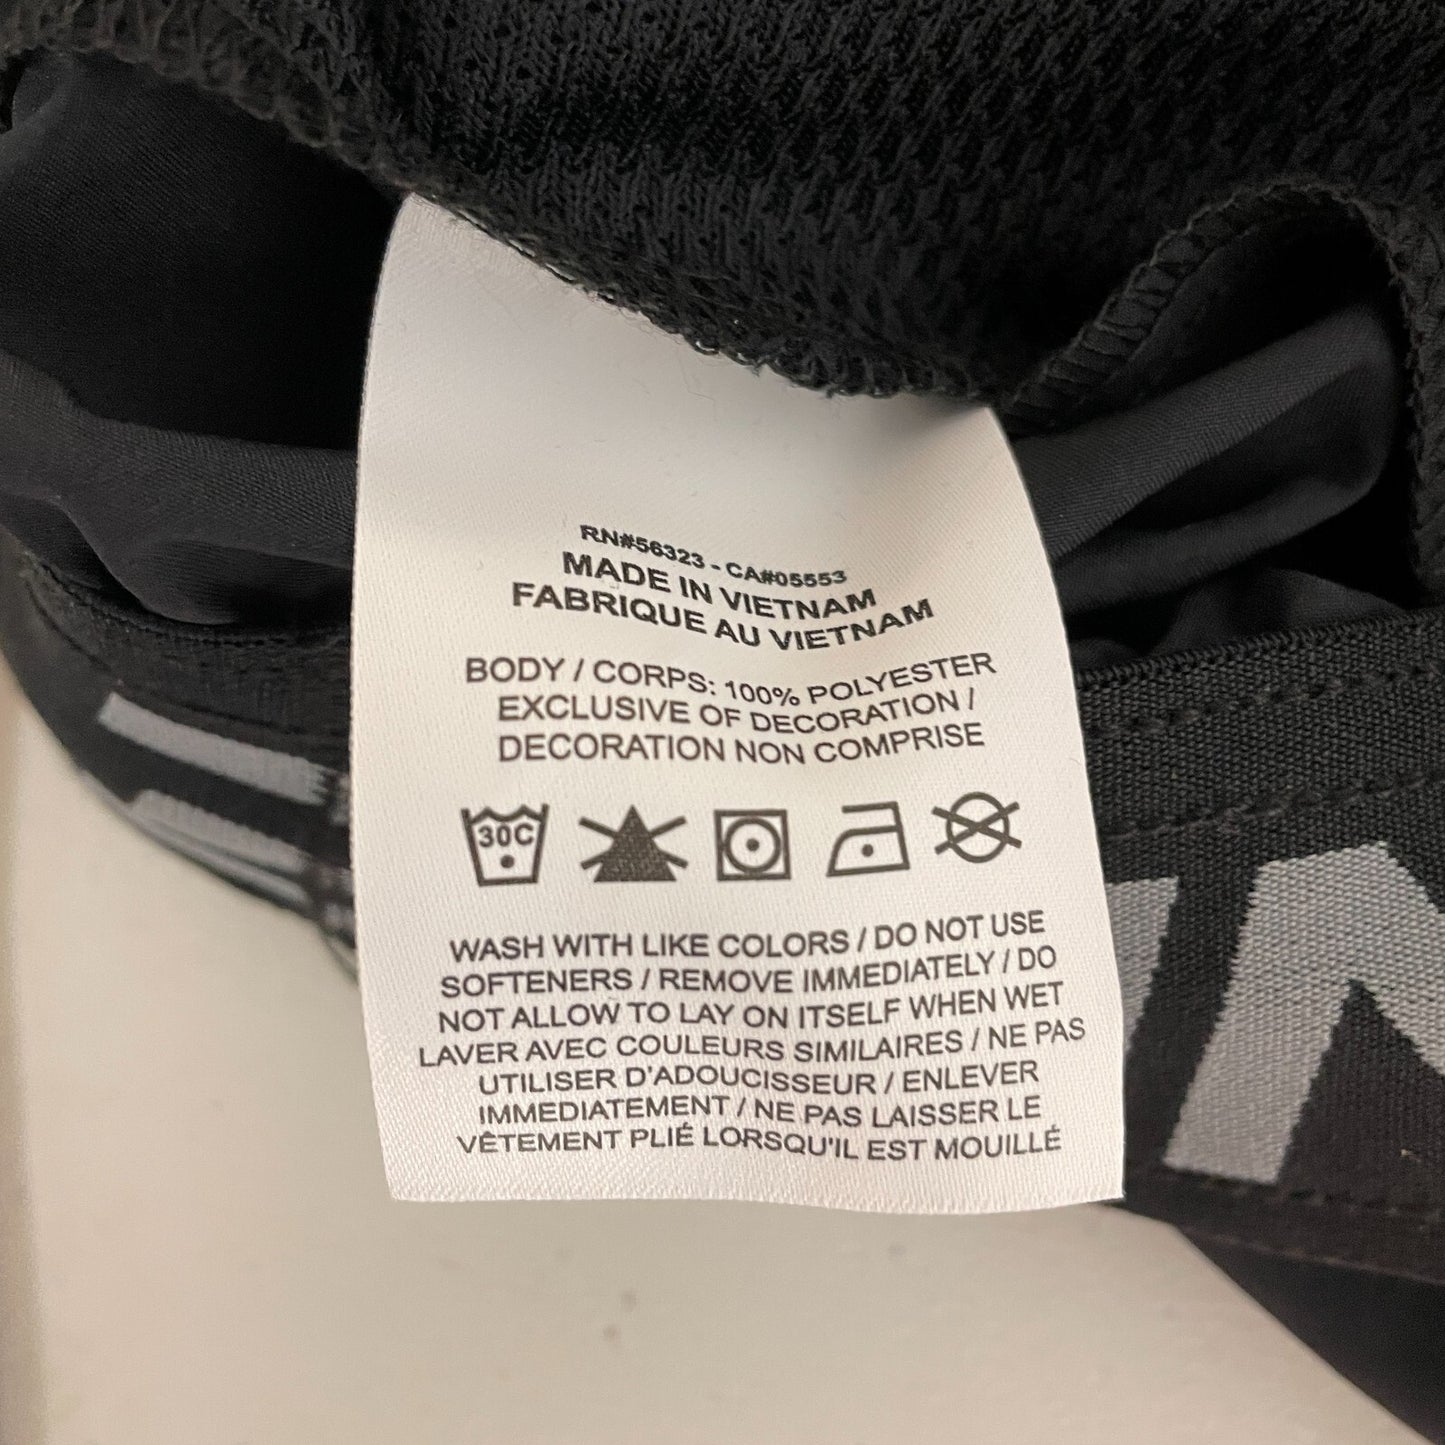 RN#56323 - CA#05553
MADE IN VIETNAM
FABRIQUE AU VIETNAM
BODY / CORPS: 100% POLYESTER
EXCLUSIVE OF DECORATION /
DECORATION NON COMPRISE
30C
WASH WITH LIKE COLORS / DO NOT USE
SOFTENERS / REMOVE IMMEDIATELY / DO
NOT ALLOW TO LAY ON ITSELF WHEN WET
LAVER AVEC COULEURS SIMILAIRES / NE PAS
UTILISER D'ADOUCISSEUR / ENLEVER
IMMEDIATEMENT / NE PAS LAISSER LE
VÊTEMENT PLIÉ LORSQU'IL EST MOUILLÉ